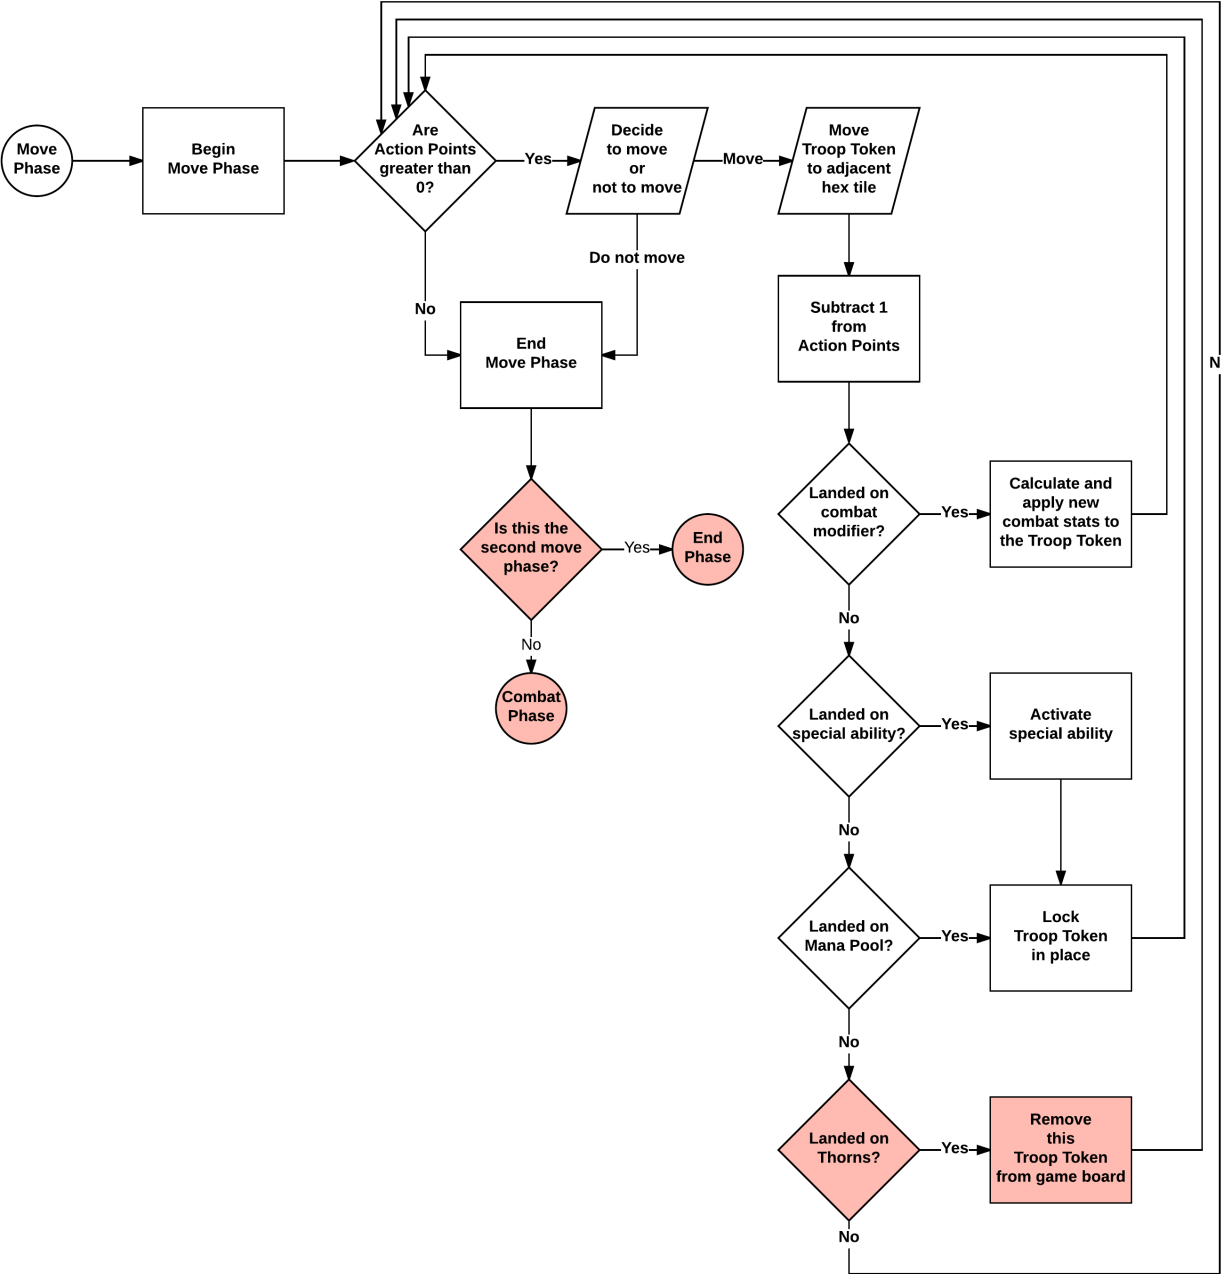 Move
Phase
Begin
Move Phase
Are
Action Points
greater than
0?
Yes
Decide
to move
or
not to move
Move
Move
Troop Token
to adjacent
hex tile
Do not move
No
End
Move Phase
Subtract 1
from
Action Points
N
Is this the
second move
phase?
Yes
End
Phase
No
Combat
Phase
Landed on
combat
modifier?
Yes
Calculate and
apply new
combat stats to
the Troop Token
No
Landed on
special ability?
Yes
Activate
special ability
No
Landed on
Mana Pool?
Yes
Lock
Troop Token
in place
No
Landed on
Thorns?
Yes
Remove
this
Troop Token
from game board
No